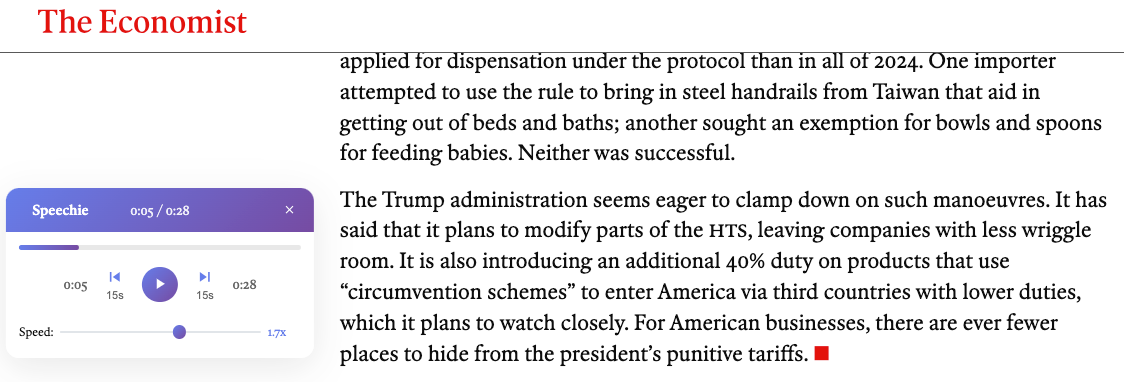 The Economist
applied for dispensation under the protocol than in all of 2024. One importer
attempted to use the rule to bring in steel handrails from Taiwan that aid in
getting out of beds and baths; another sought an exemption for bowls and spoons
for feeding babies. Neither was successful.
Speechie 0:05 / 0:28 ×
0:05 15s 15s 0:28
Speed: 1.7x
The Trump administration seems eager to clamp down on such manoeuvres. It has
said that it plans to modify parts of the HTS, leaving companies with less wriggle
room. It is also introducing an additional 40% duty on products that use
“circumvention schemes” to enter America via third countries with lower duties,
which it plans to watch closely. For American businesses, there are ever fewer
places to hide from the president’s punitive tariffs.